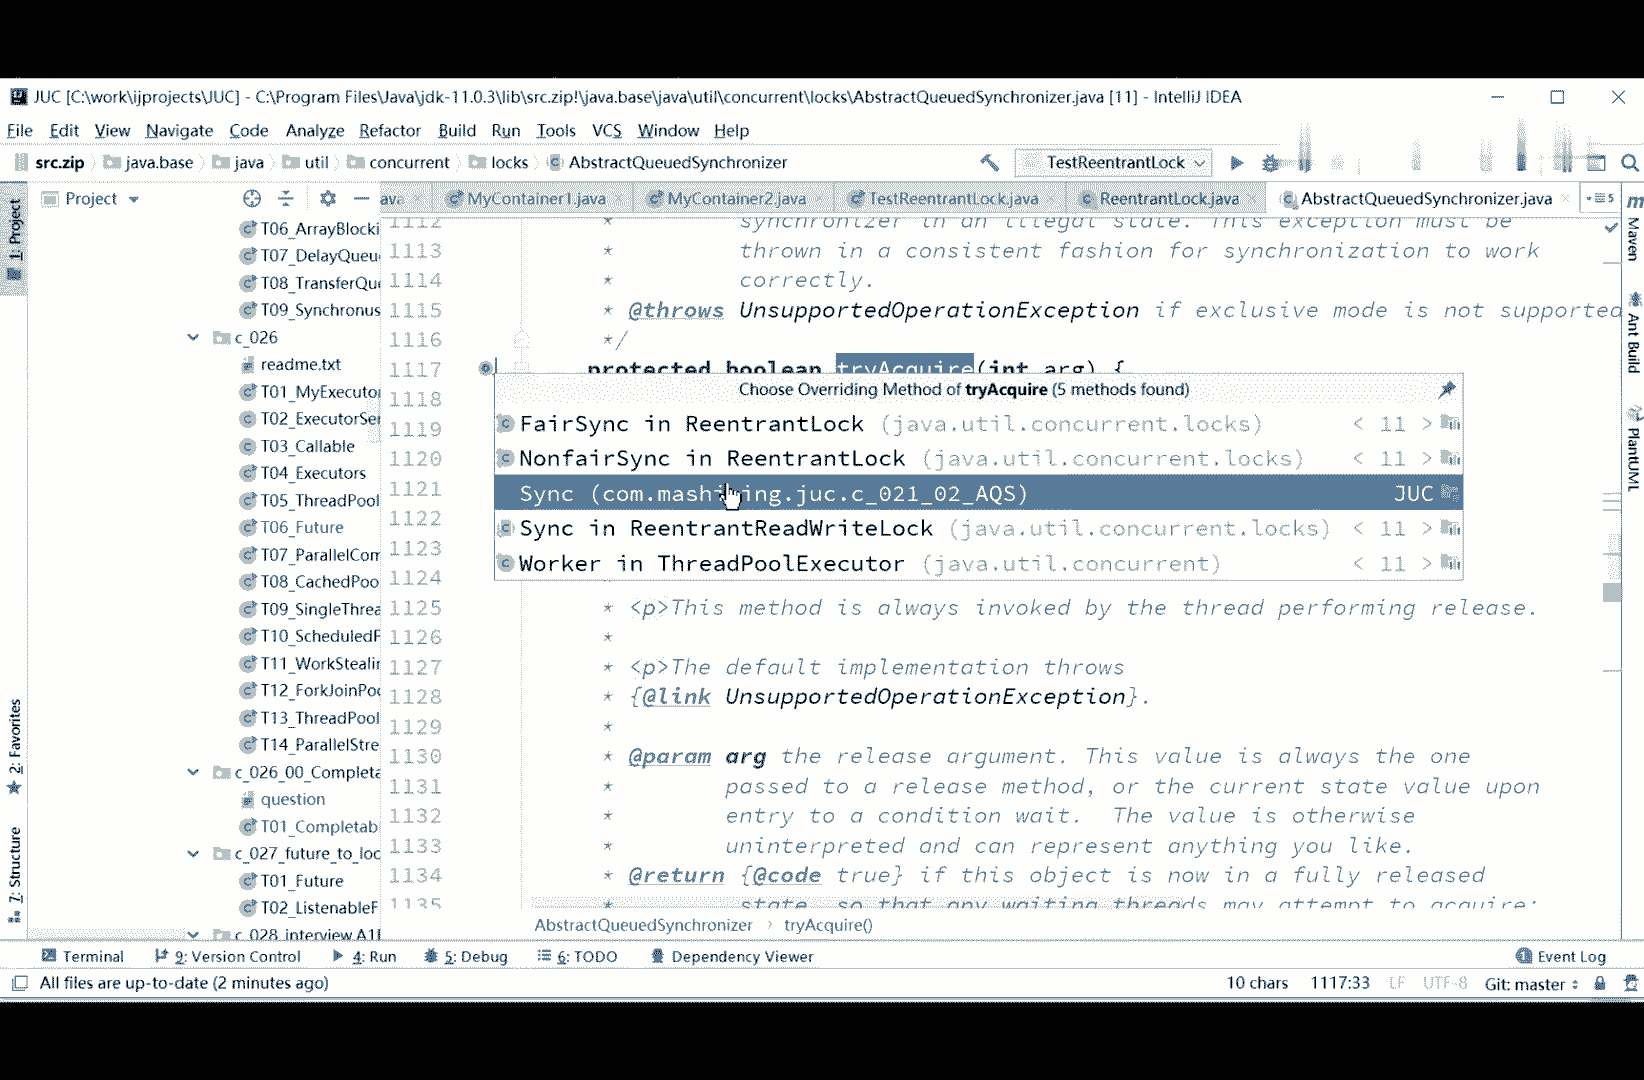 JUC [C:\work\ijprojects\JUC] - C:\Program Files\Java\jdk-11.0.3\lib\src.zip!\java.base\java\util\concurrent\locks\AbstractQueuedSynchronizer.java [11] - IntelliJ IDEA
File Edit View Navigate Code Analyze Refactor Build Run Tools VCS Window Help
src.zip java.base java util concurrent locks AbstractQueuedSynchronizer TestReentrantLock
Project ava MyContainer1.java MyContainer2.java TestReentrantLock.java ReentrantLock.java AbstractQueuedSynchronizer.java 5
1: Project
2: Favorites
7: Structure
Maven
Ant Build
PlantUML
T06_ArrayBlocki
T07_DelayQueu
T08_TransferQu
T09_Synchronus
c_026
readme.txt
T01_MyExecutor
T02_ExecutorSer
T03_Callable
T04_Executors
T05_ThreadPool
T06_Future
T07_ParallelCom
T08_CachedPoo
T09_SingleThrea
T10_ScheduledP
T11_WorkStealin
T12_ForkJoinPoo
T13_ThreadPool
T14_ParallelStre
c_026_00_Completa
question
T01_Completab
c_027_future_to_loo
T01_Future
T02_ListenableF
c_028_interview.A1B
1112 * synchronizer in an illegal state. This exception must be
1113 * thrown in a consistent fashion for synchronization to work
1114 * correctly.
1115 * @throws UnsupportedOperationException if exclusive mode is not supported
1116 */
1117 protected boolean tryAcquire(int arg) {
1118
1119
1120
1121
1122
1123
1124
Choose Overriding Method of tryAcquire (5 methods found)
FairSync in ReentrantLock (java.util.concurrent.locks) < 11 >
NonfairSync in ReentrantLock (java.util.concurrent.locks) < 11 >
Sync (com.mashibing.juc.c_021_02_AQS) JUC
Sync in ReentrantReadWriteLock (java.util.concurrent.locks) < 11 >
Worker in ThreadPoolExecutor (java.util.concurrent) < 11 >
1125 * <p>This method is always invoked by the thread performing release.
1126 *
1127 * <p>The default implementation throws
1128 * {@link UnsupportedOperationException}.
1129 *
1130 * @param arg the release argument. This value is always the one
1131 * passed to a release method, or the current state value upon
1132 * entry to a condition wait.  The value is otherwise
1133 * uninterpreted and can represent anything you like.
1134 * @return {@code true} if this object is now in a fully released
1135 * state, so that any waiting threads may attempt to acquire;
AbstractQueuedSynchronizer › tryAcquire()
Terminal 9: Version Control 4: Run 5: Debug 6: TODO Dependency Viewer 1 Event Log
All files are up-to-date (2 minutes ago) 10 chars 1117:33 LF UTF-8 Git: master